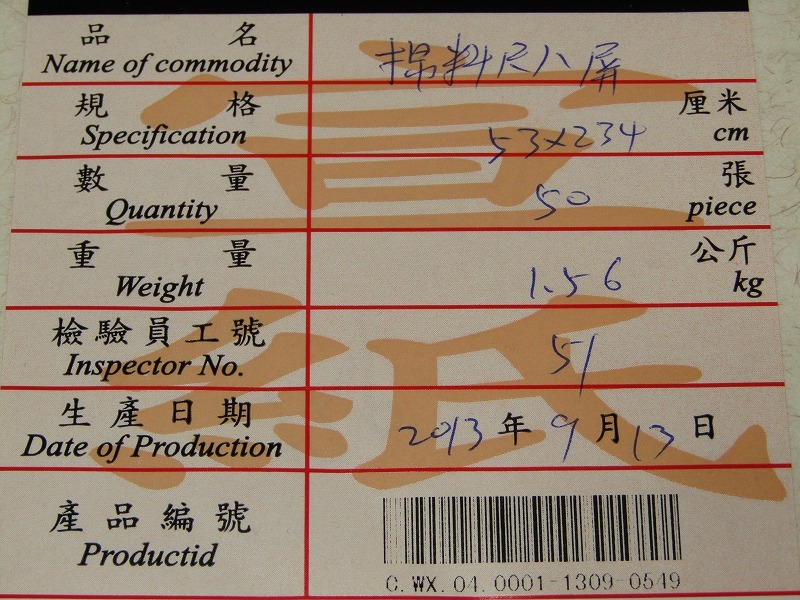 品名 棉料尺八屏
Name of commodity
規格 53×234 厘米
Specification cm
數量 50 張
Quantity piece
重量 1.56 公斤
Weight kg
檢驗員工號 51
Inspector No.
生產日期 2013年9月13日
Date of Production
產品編號
Productid
C.WX.04.0001-1309-0549
宣紙